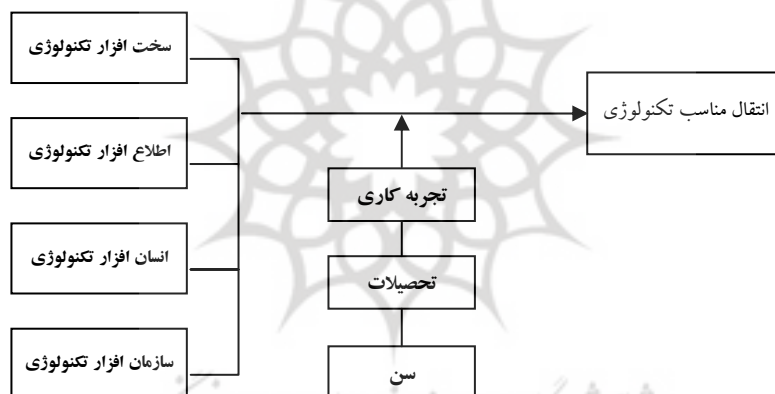 سخت افزار تکنولوژی
انتقال مناسب تکنولوژی
اطلاع افزار تکنولوژی
تجربه کاری
انسان افزار تکنولوژی
تحصیلات
سازمان افزار تکنولوژی
سن